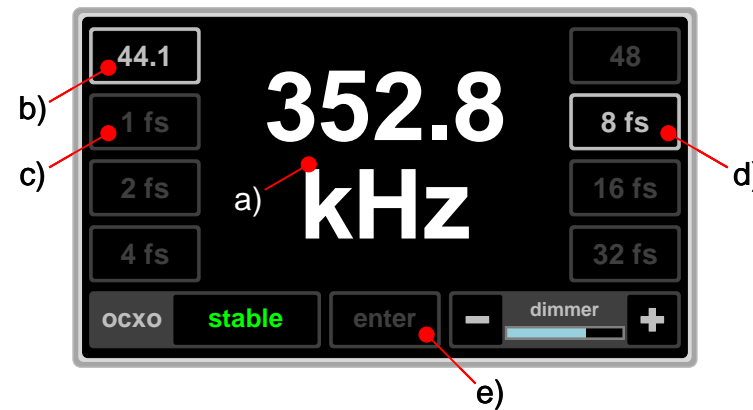 44.1
48
352.8
kHz
b)
1 fs
8 fs
c)
d)
a)
2 fs
16 fs
4 fs
32 fs
ocxo
stable
enter
−
dimmer
+
e)